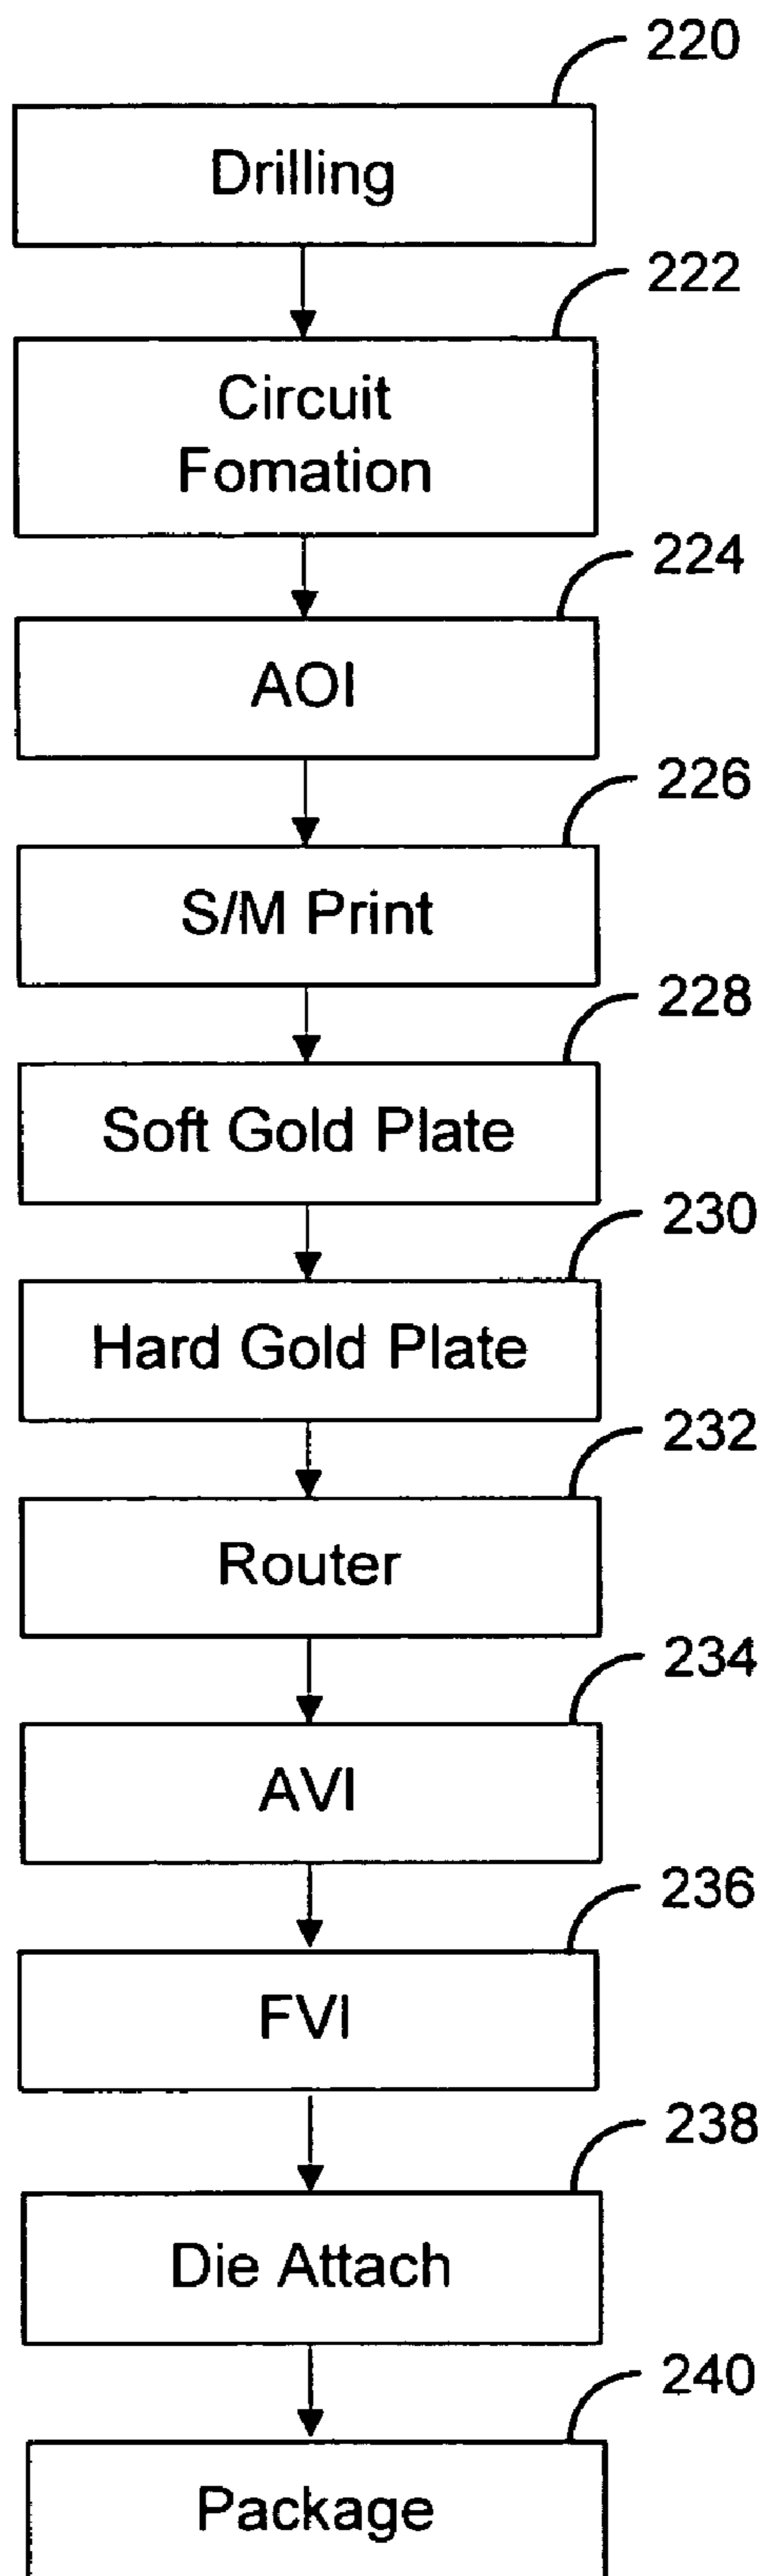 220
Drilling
222
Circuit
Fomation
224
AOI
226
S/M Print
228
Soft Gold Plate
230
Hard Gold Plate
232
Router
234
AVI
236
FVI
238
Die Attach
240
Package